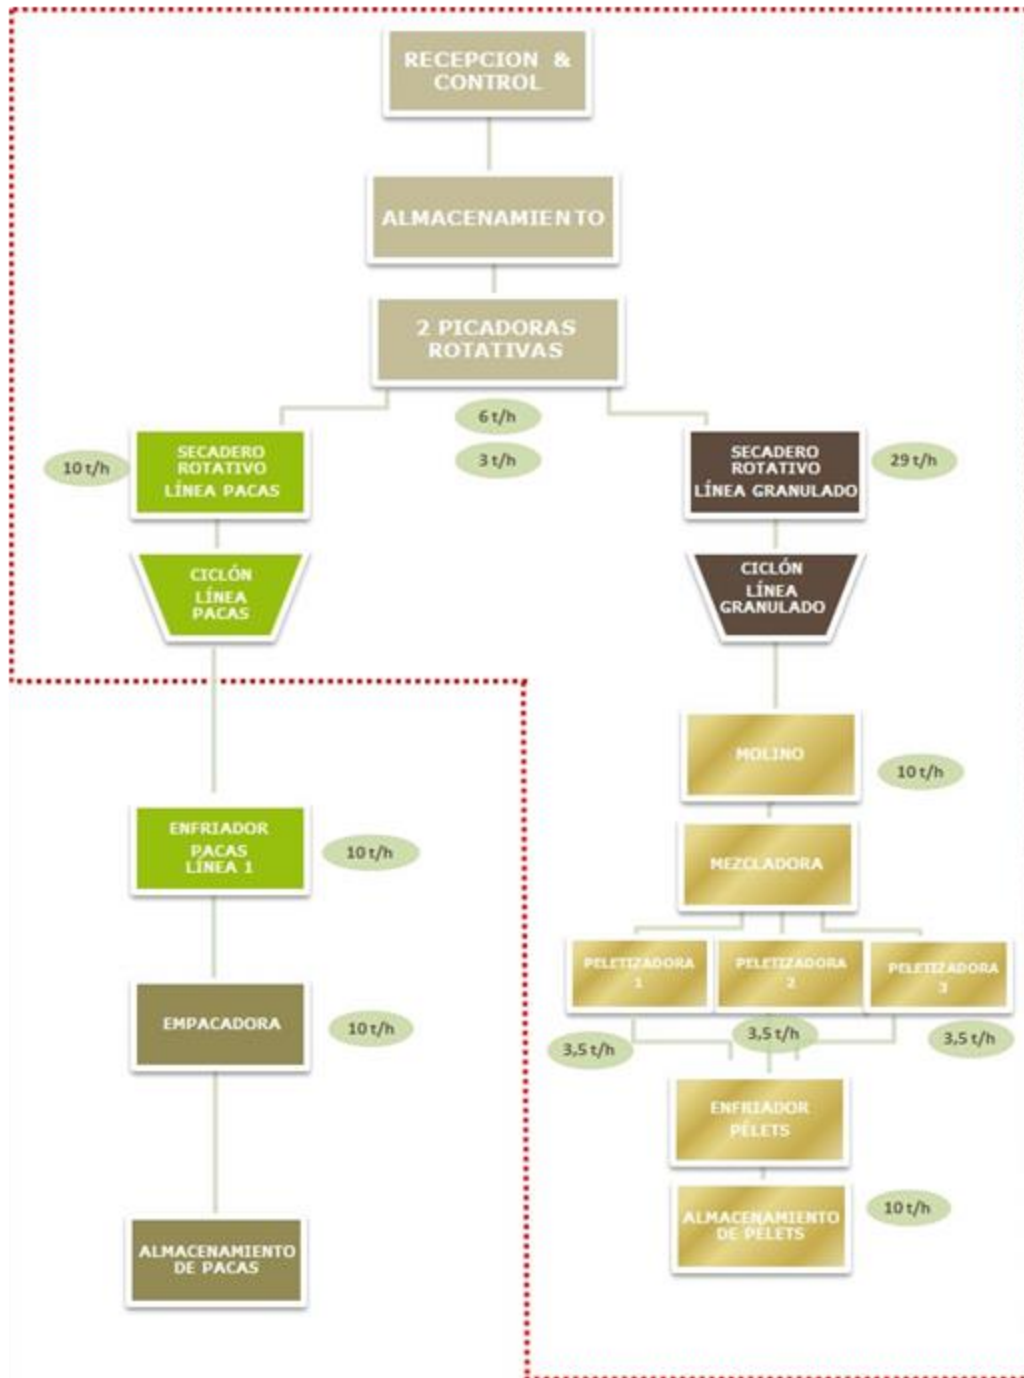 RECEPCION &
CONTROL
ALMACENAMIENTO
2 PICADORAS
ROTATIVAS
6 t/h
3 t/h
10 t/h
SECADERO
ROTATIVO
LÍNEA PACAS
SECADERO
ROTATIVO
LÍNEA GRANULADO
29 t/h
CICLÓN
LÍNEA
PACAS
CICLÓN
LÍNEA
GRANULADO
MOLINO
10 t/h
ENFRIADOR
PACAS
LÍNEA 1
10 t/h
MEZCLADORA
PELETIZADORA
1
PELETIZADORA
2
PELETIZADORA
3
EMPACADORA
10 t/h
3,5 t/h
3,5 t/h
3,5 t/h
ENFRIADOR
PÉLETS
ALMACENAMIENTO
DE PÉLETS
10 t/h
ALMACENAMIENTO
DE PACAS